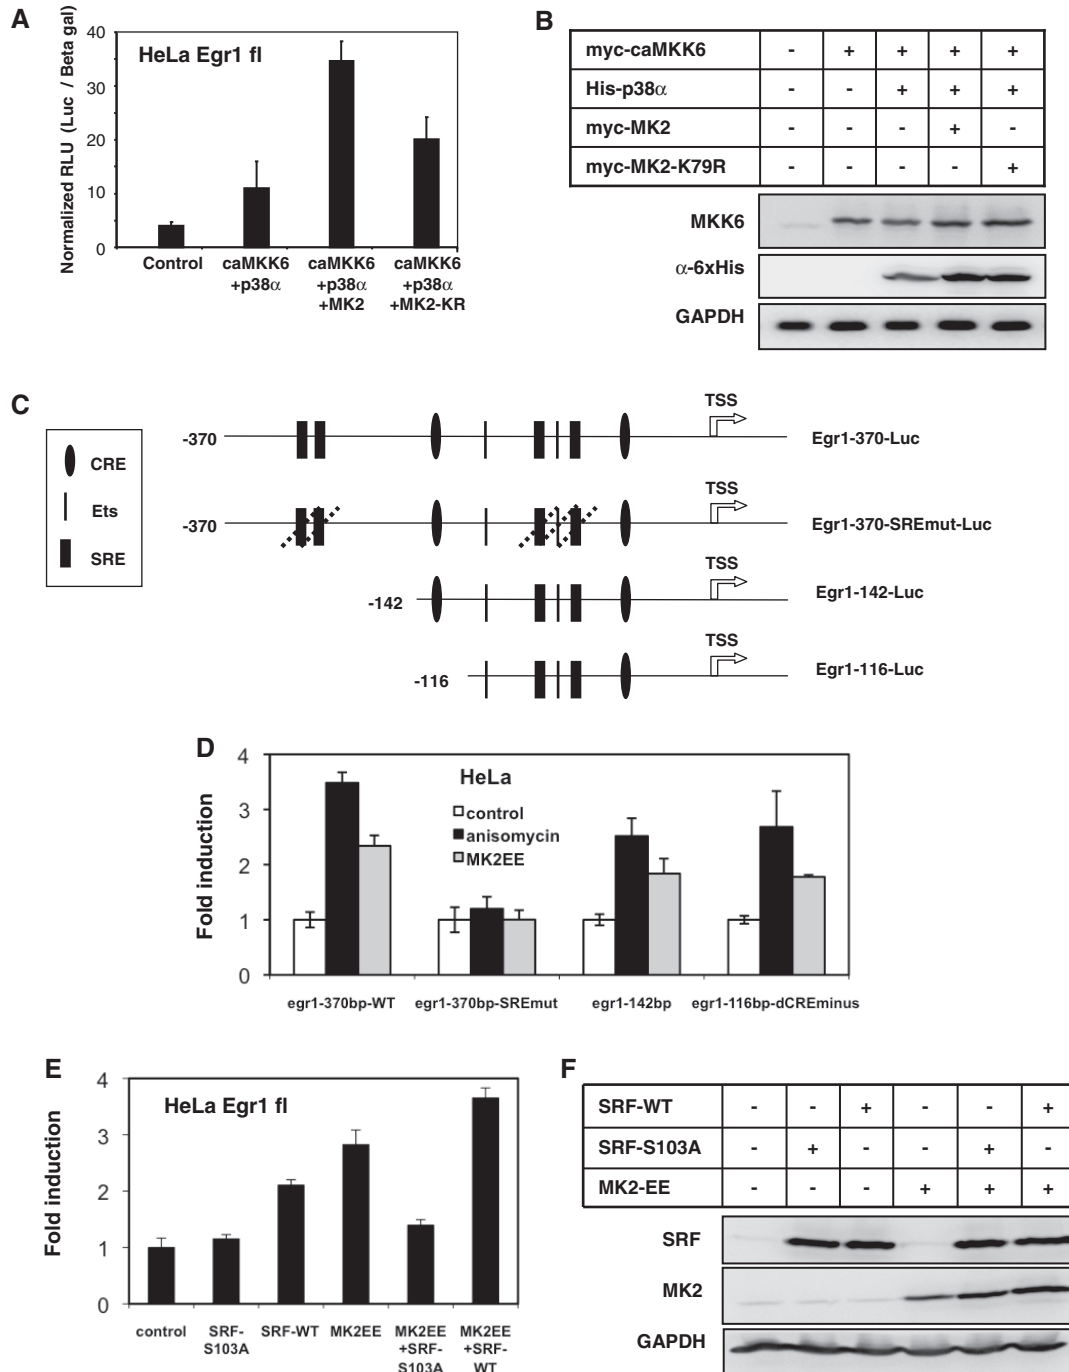 A
HeLa Egr1 fl
Normalized RLU (Luc / Beta gal)
40
30
20
10
0
Control
caMKK6 +p38α
caMKK6 +p38α +MK2
caMKK6 +p38α +MK2-KR
B
myc-caMKK6 - + + + +
His-p38α - - + + +
myc-MK2 - - - + -
myc-MK2-K79R - - - - +
MKK6
α-6xHis
GAPDH
C
CRE
Ets
SRE
-370 TSS Egr1-370-Luc
-370 TSS Egr1-370-SREmut-Luc
-142 TSS Egr1-142-Luc
-116 TSS Egr1-116-Luc
D
HeLa
control
anisomycin
MK2EE
Fold induction
4
3
2
1
0
egr1-370bp-WT
egr1-370bp-SREmut
egr1-142bp
egr1-116bp-dCREminus
E
HeLa Egr1 fl
Fold induction
4
3
2
1
0
control
SRF-S103A
SRF-WT
MK2EE
MK2EE +SRF-S103A
MK2EE +SRF-WT
F
SRF-WT - - + - - +
SRF-S103A - + - - + -
MK2-EE - - - + + +
SRF
MK2
GAPDH